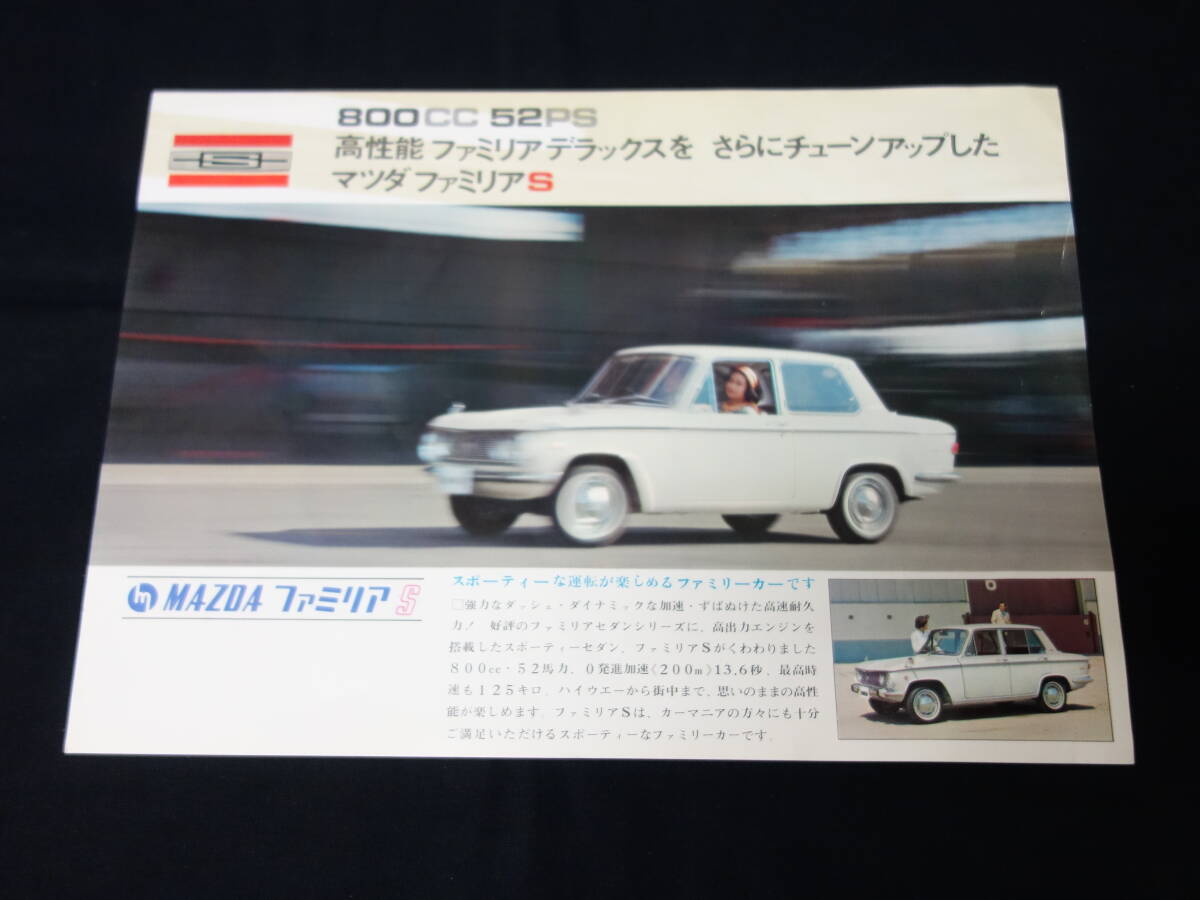 800CC 52PS
高性能 ファミリア デラックスを さらにチューンアップした
マツダ ファミリア S
S
MAZDA ファミリア S
スポーティーな運転が楽しめるファミリーカーです
□強力なダッシュ・ダイナミックな加速・ずばぬけた高速耐久
力! 好評のファミリアセダンシリーズに、高出力エンジンを
搭載したスポーティーセダン、ファミリアSがくわわりました
800cc・52馬力、0発進加速《200m》13.6秒、最高時
速も125キロ、ハイウエーから街中まで、思いのままの高性
能が楽しめます。ファミリアSは、カーマニアの方々にも十分
ご満足いただけるスポーティーなファミリーカーです。